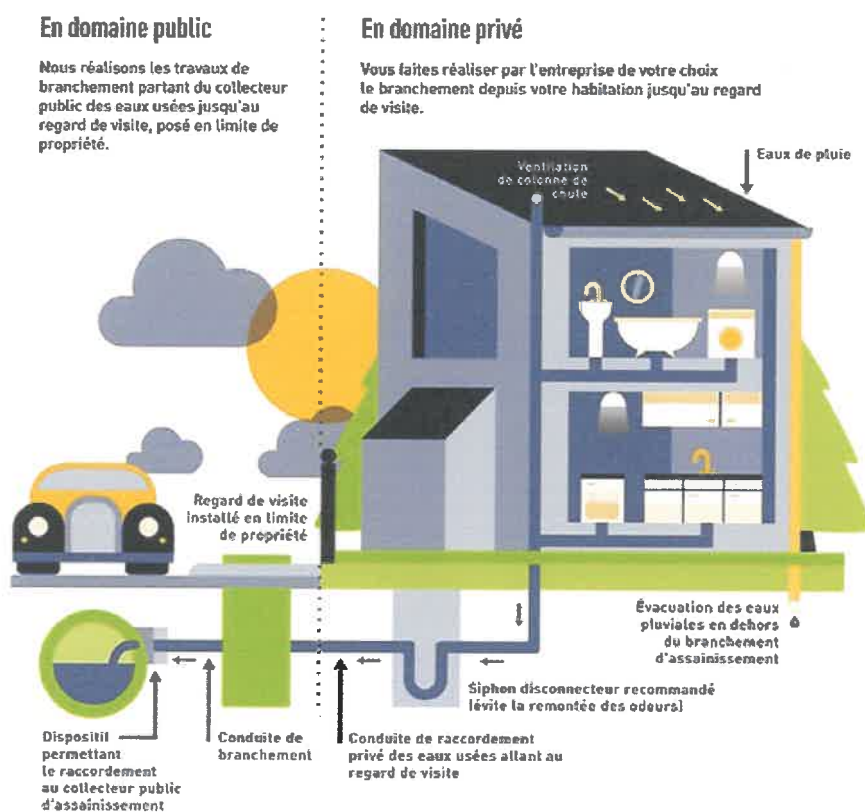 En domaine public
Nous réalisons les travaux de
branchement partant du collecteur
public des eaux usées jusqu'au
regard de visite, posé en limite de
propriété.
En domaine privé
Vous faites réaliser par l'entreprise de votre choix
le branchement depuis votre habitation jusqu'au regard
de visite.
Ventilation
de colonne de
chute
Eaux de pluie
Regard de visite
installé en limite
de propriété
Évacuation des eaux
pluviales en dehors
du branchement
d'assainissement
Siphon disconnecteur recommandé
(évite la remontée des odeurs)
Dispositif
permettant
le raccordement
au collecteur public
d'assainissement
Conduite de
branchement
Conduite de raccordement
privé des eaux usées allant au
regard de visite